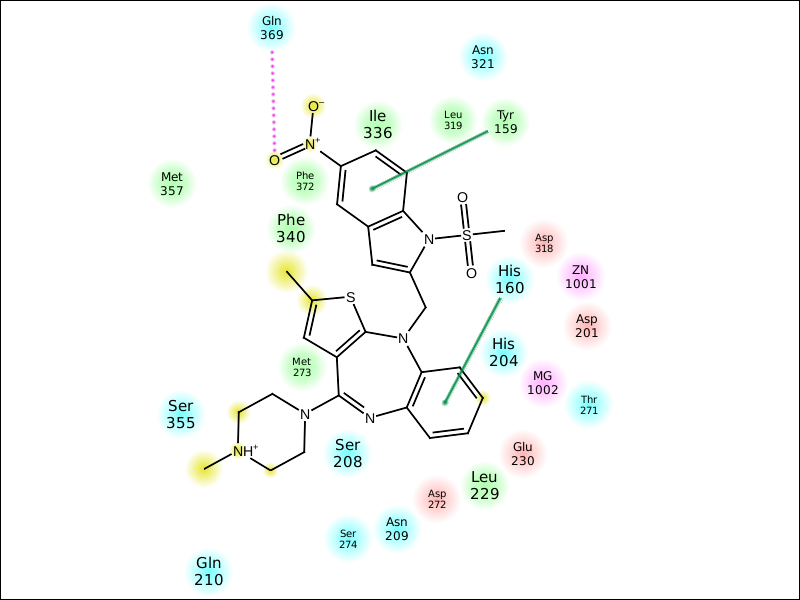 Gln
369
Asn
321
O⁻
Ile
336
Leu
319
Tyr
159
N⁺
O
Phe
372
Met
357
O
Phe
340
N
S
Asp
318
O
His
160
ZN
1001
S
Asp
201
N
His
204
Met
273
MG
1002
Thr
271
Ser
355
N
N
NH⁺
Ser
208
Glu
230
Leu
229
Asp
272
Asn
209
Ser
274
Gln
210